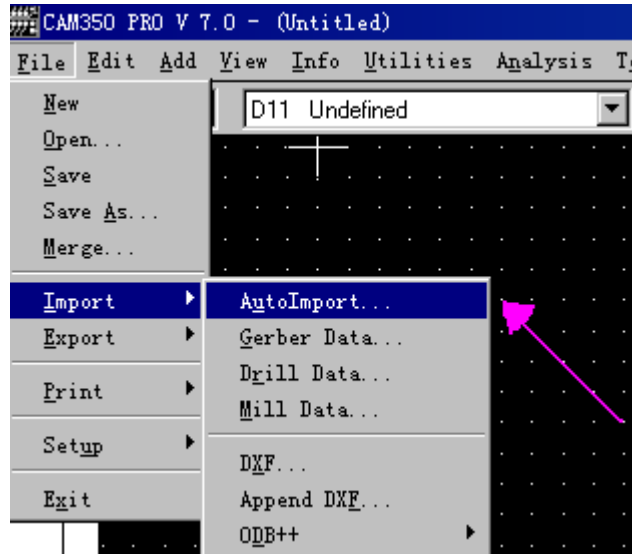 CAM350 PRO V 7.0 - (Untitled)
File Edit Add View Info Utilities Analysis
New
D11 Undefined
Open...
Save
Save As...
Merge...
Import
AutoImport...
Export
Gerber Data...
Drill Data...
Print
Mill Data...
Setup
DXF...
Exit
Append DXF...
ODB++